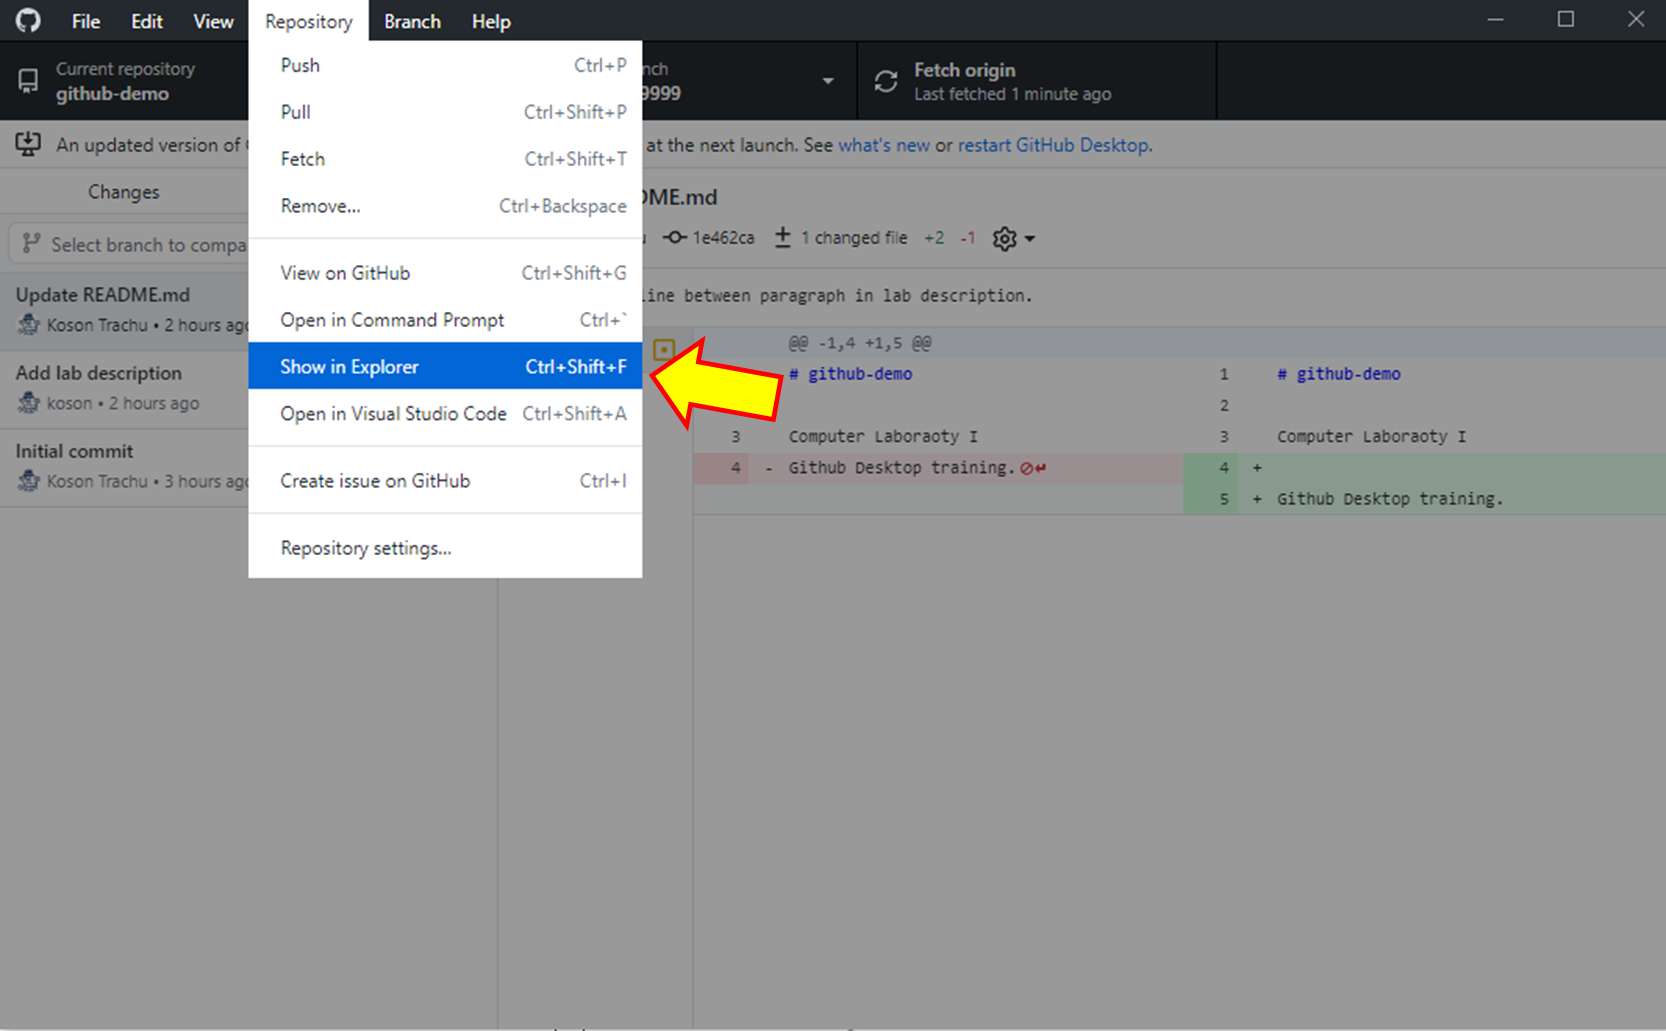 File Edit View Repository Branch Help
Current repository
github-demo
9999
Fetch origin
Last fetched 1 minute ago
An updated version of
at the next launch. See what's new or restart GitHub Desktop.
Changes
Select branch to compa
Update README.md
Koson Trachu • 2 hours ago
Add lab description
koson • 2 hours ago
Initial commit
Koson Trachu • 3 hours ago
Push Ctrl+P
Pull Ctrl+Shift+P
Fetch Ctrl+Shift+T
Remove... Ctrl+Backspace
View on GitHub Ctrl+Shift+G
Open in Command Prompt Ctrl+`
Show in Explorer Ctrl+Shift+F
Open in Visual Studio Code Ctrl+Shift+A
Create issue on GitHub Ctrl+I
Repository settings...
DME.md
1e462ca 1 changed file +2 -1
line between paragraph in lab description.
@@ -1,4 +1,5 @@
# github-demo 1 # github-demo
2
3 Computer Laboraoty I 3 Computer Laboraoty I
4 - Github Desktop training. 4 +
5 + Github Desktop training.